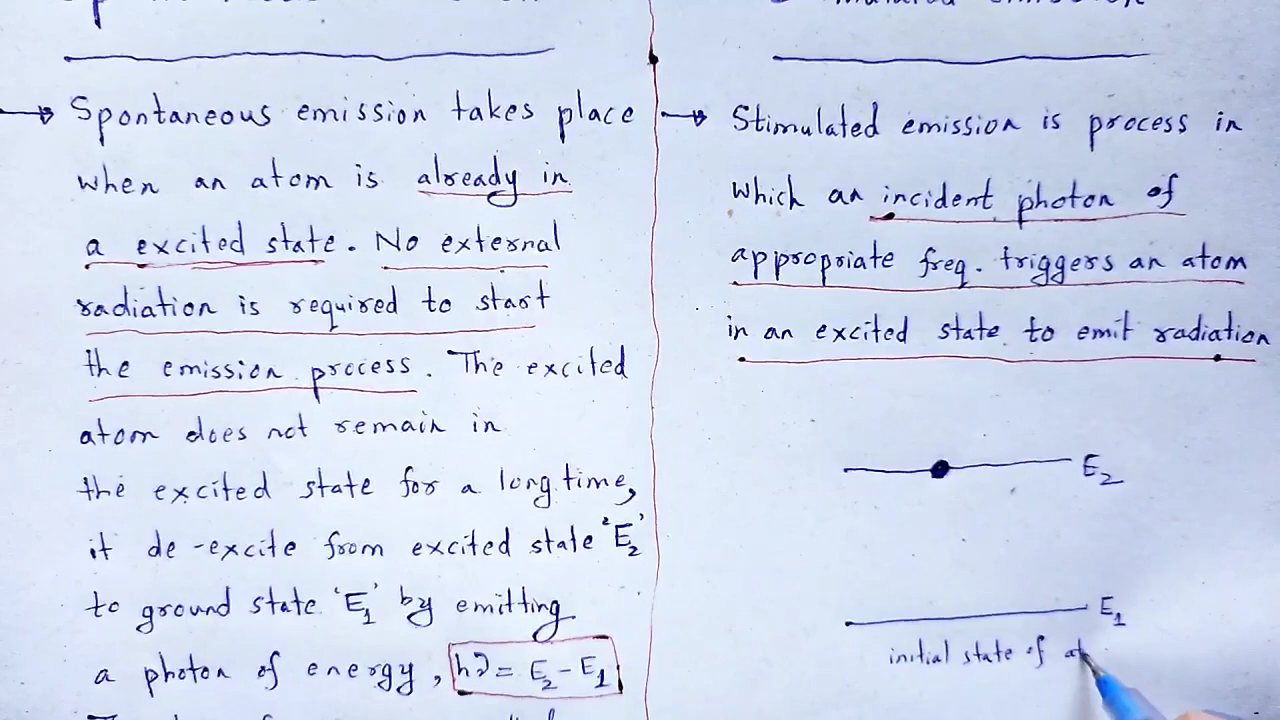 Spontaneous emission takes place
when an atom is already in
a excited state. No external
radiation is required to start
the emission process. The excited
atom does not remain in
the excited state for a long time,
it de-excite from excited state 'E₂'
to ground state 'E₁' by emitting
a photon of energy, hν = E₂ - E₁
emission
Stimulated emission is process in
which an incident photon of
appropriate freq. triggers an atom
in an excited state to emit radiation
E₂
E₁
initial state of at